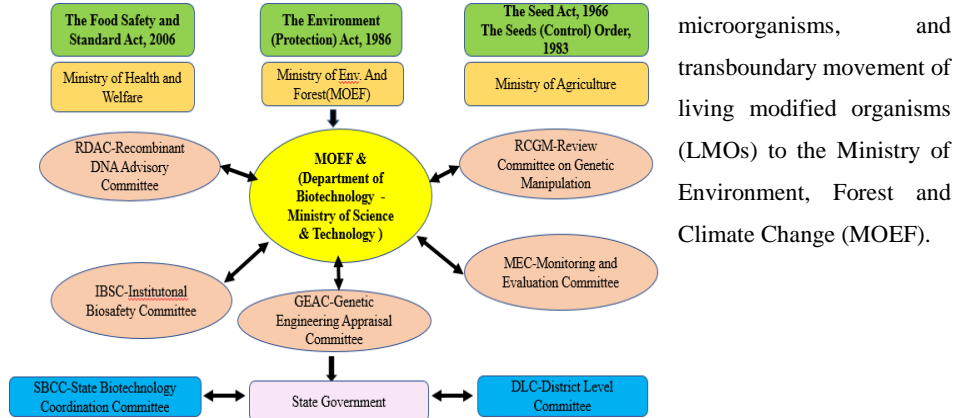 The Food Safety and
Standard Act, 2006
The Environment
(Protection) Act, 1986
The Seed Act, 1966
The Seeds (Control) Order,
1983
Ministry of Health and
Welfare
Ministry of Env. And
Forest(MOEF)
Ministry of Agriculture
RDAC-Recombinant
DNA Advisory
Committee
MOEF &
(Department of
Biotechnology -
Ministry of Science
& Technology )
RCGM-Review
Committee on Genetic
Manipulation
IBSC-Institutonal
Biosafety Committee
GEAC-Genetic
Engineering Appraisal
Committee
MEC-Monitoring and
Evaluation Committee
SBCC-State Biotechnology
Coordination Committee
State Government
DLC-District Level
Committee
microorganisms, and
transboundary movement of
living modified organisms
(LMOs) to the Ministry of
Environment, Forest and
Climate Change (MOEF).